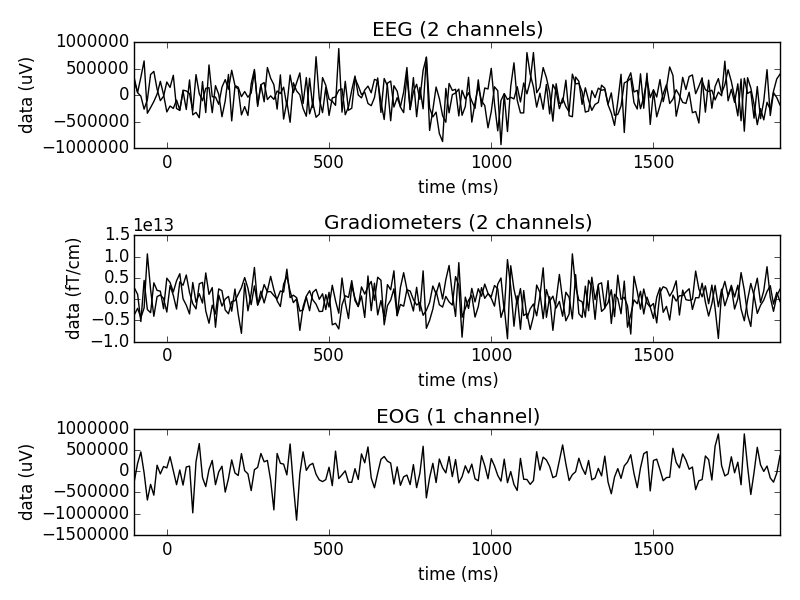 EEG (2 channels)
1000000
500000
0
−500000
−1000000
data (uV)
0 500 1000 1500
time (ms)
Gradiometers (2 channels)
1e13
1.5
1.0
0.5
0.0
−0.5
−1.0
data (fT/cm)
0 500 1000 1500
time (ms)
EOG (1 channel)
1000000
500000
0
−500000
−1000000
−1500000
data (uV)
0 500 1000 1500
time (ms)